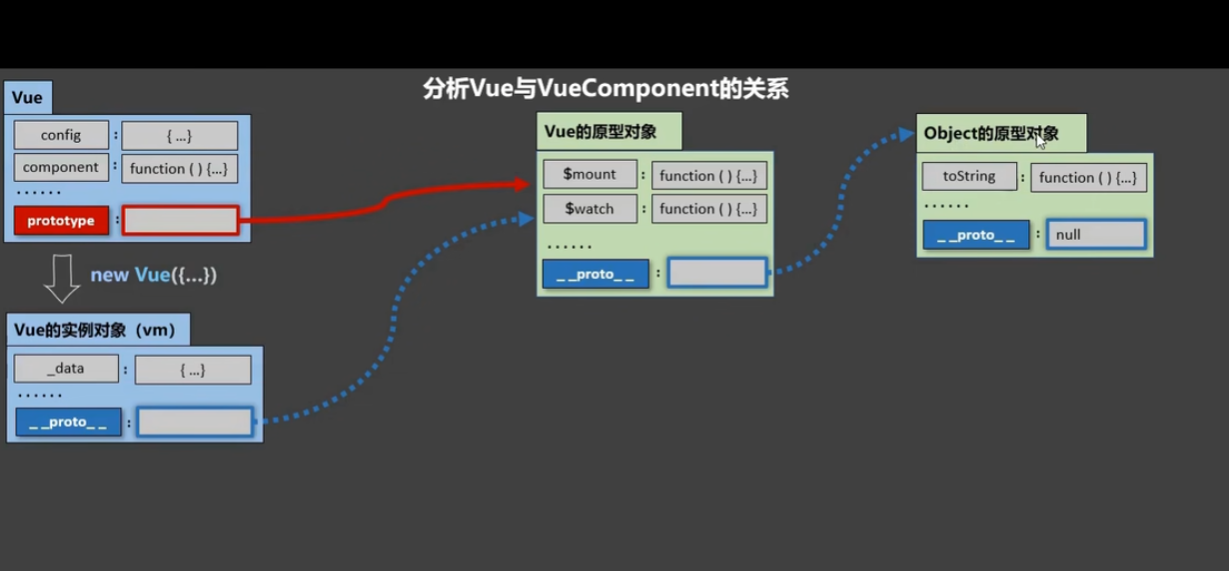 分析Vue与VueComponent的关系
Vue
config : {...}
component : function ( ) {...}
......
prototype :
new Vue({...})
Vue的实例对象（vm）
_data : {...}
......
_ _proto_ _ :
Vue的原型对象
$mount : function ( ) {...}
$watch : function ( ) {...}
......
_ _proto_ _ :
Object的原型对象
toString : function ( ) {...}
......
_ _proto_ _ : null